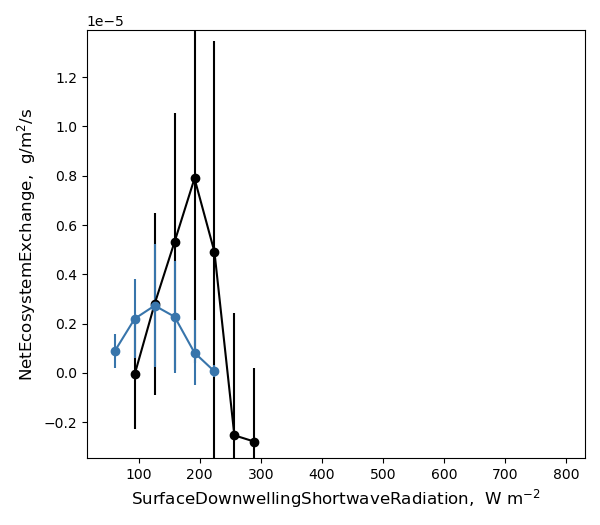 1e−5
1.2
1.0
0.8
0.6
0.4
0.2
0.0
−0.2
NetEcosystemExchange,  g/m²/s
100 200 300 400 500 600 700 800
SurfaceDownwellingShortwaveRadiation,  W m⁻²